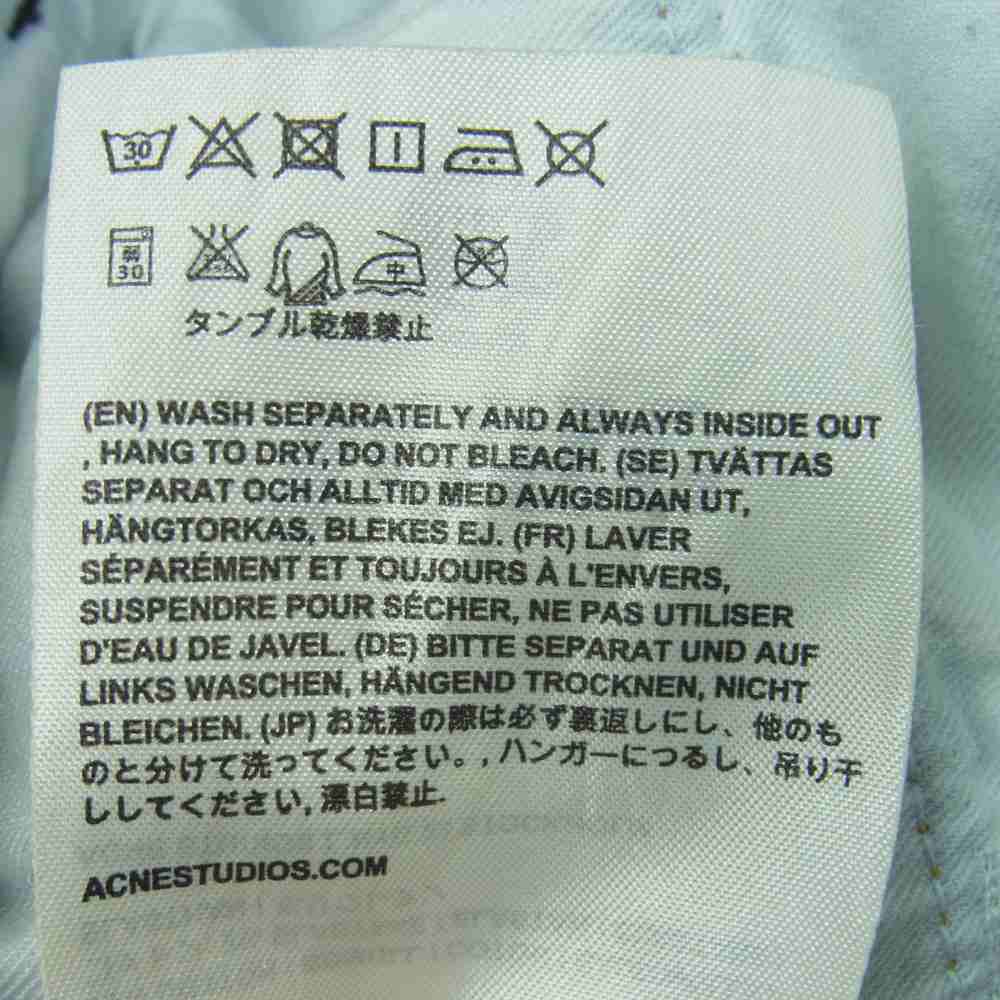 30
弱
30
中
タンブル乾燥禁止
(EN) WASH SEPARATELY AND ALWAYS INSIDE OUT
, HANG TO DRY, DO NOT BLEACH. (SE) TVÄTTAS
SEPARAT OCH ALLTID MED AVIGSIDAN UT,
HÄNGTORKAS, BLEKES EJ. (FR) LAVER
SÉPARÉMENT ET TOUJOURS À L'ENVERS,
SUSPENDRE POUR SÉCHER, NE PAS UTILISER
D'EAU DE JAVEL. (DE) BITTE SEPARAT UND AUF
LINKS WASCHEN, HÄNGEND TROCKNEN, NICHT
BLEICHEN. (JP) お洗濯の際は必ず裏返しにし、他のも
のと分けて洗ってください。, ハンガーにつるし、吊り干
ししてください, 漂白禁止.
ACNESTUDIOS.COM